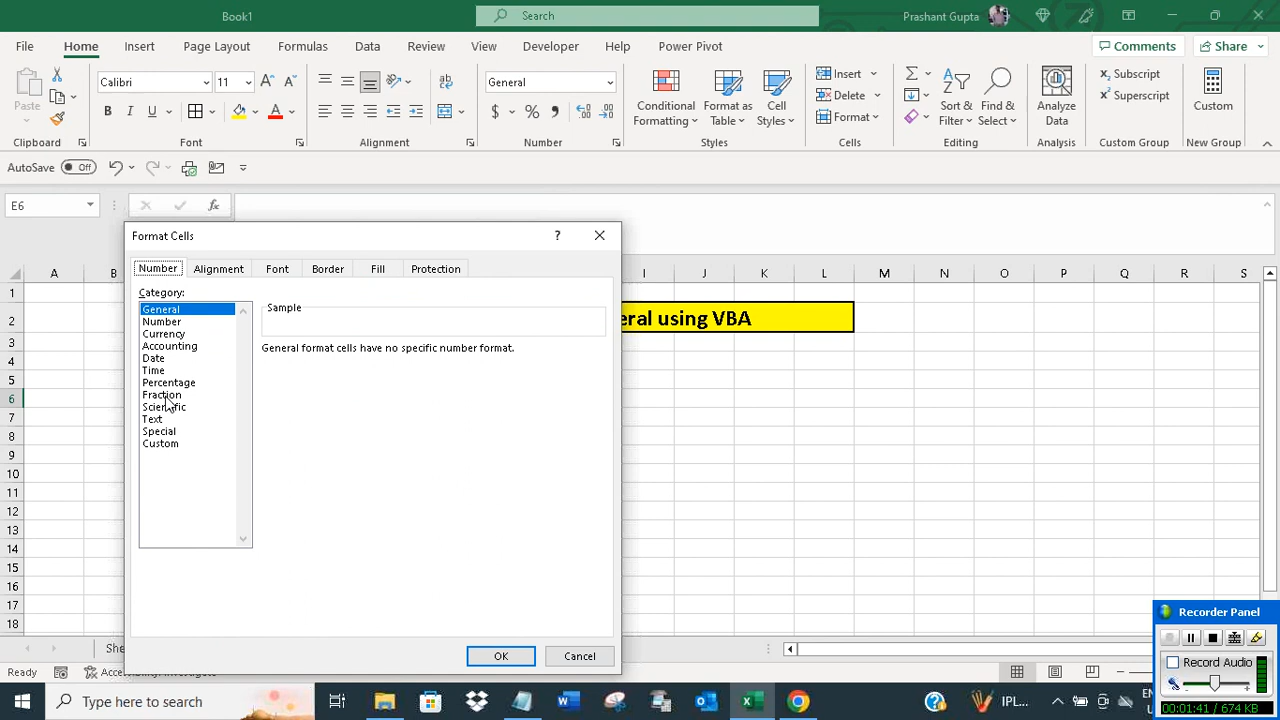 Book1
Search
Prashant Gupta
File Home Insert Page Layout Formulas Data Review View Developer Help Power Pivot
Comments Share
Paste
Calibri 11
B I U
General
Conditional Formatting
Format as Table
Cell Styles
Insert
Delete
Format
Sort & Filter
Find & Select
Analyze Data
Subscript
Superscript
Custom
Clipboard Font Alignment Number Styles Cells Editing Analysis Custom Group New Group
AutoSave Off
E6
fx
Format Cells
Number Alignment Font Border Fill Protection
Category:
General
Number
Currency
Accounting
Date
Time
Percentage
Fraction
Scientific
Text
Special
Custom
Sample
General format cells have no specific number format.
OK Cancel
A B I J K L M N O P Q R S
1
2
3
4
5
6
7
8
9
10
11
12
13
14
15
16
17
18
eral using VBA
Ready
Type here to search
IPL...
Recorder Panel
Record Audio
00:01:41 / 674 KB